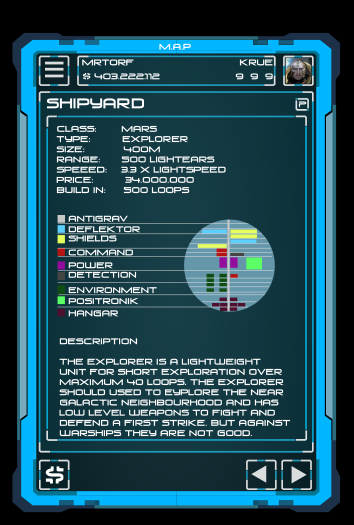 MAP
MRTORF KRUE
$ 403.222.112 9 9 9
SHIPYARD P
CLASS: MARS
TYPE: EXPLORER
SIZE: 400M
RANGE: 500 LIGHTEARS
SPEEED: 3.3 X LIGHTSPEED
PRICE: 34.000.000
BUILD IN: 500 LOOPS
ANTIGRAV
DEFLEKTOR
SHIELDS
COMMAND
POWER
DETECTION
ENVIRONMENT
POSITRONIK
HANGAR
DESCRIPTION
THE EXPLORER IS A LIGHTWEIGHT
UNIT FOR SHORT EXPLORATION OVER
MAXIMUM 40 LOOPS. THE EXPLORER
SHOULD USED TO EYPLORE THE NEAR
GALACTIC NEIGHBOURHOOD AND HAS
LOW LEVEL WEAPONS TO FIGHT AND
DEFEND A FIRST STRIKE. BUT AGAINST
WARSHIPS THEY ARE NOT GOOD.
$